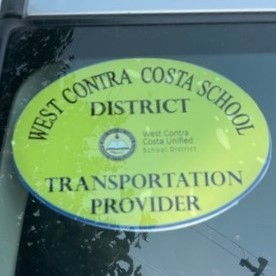 WEST CONTRA COSTA SCHOOL
DISTRICT
West Contra
Costa Unified
School District
TRANSPORTATION
PROVIDER